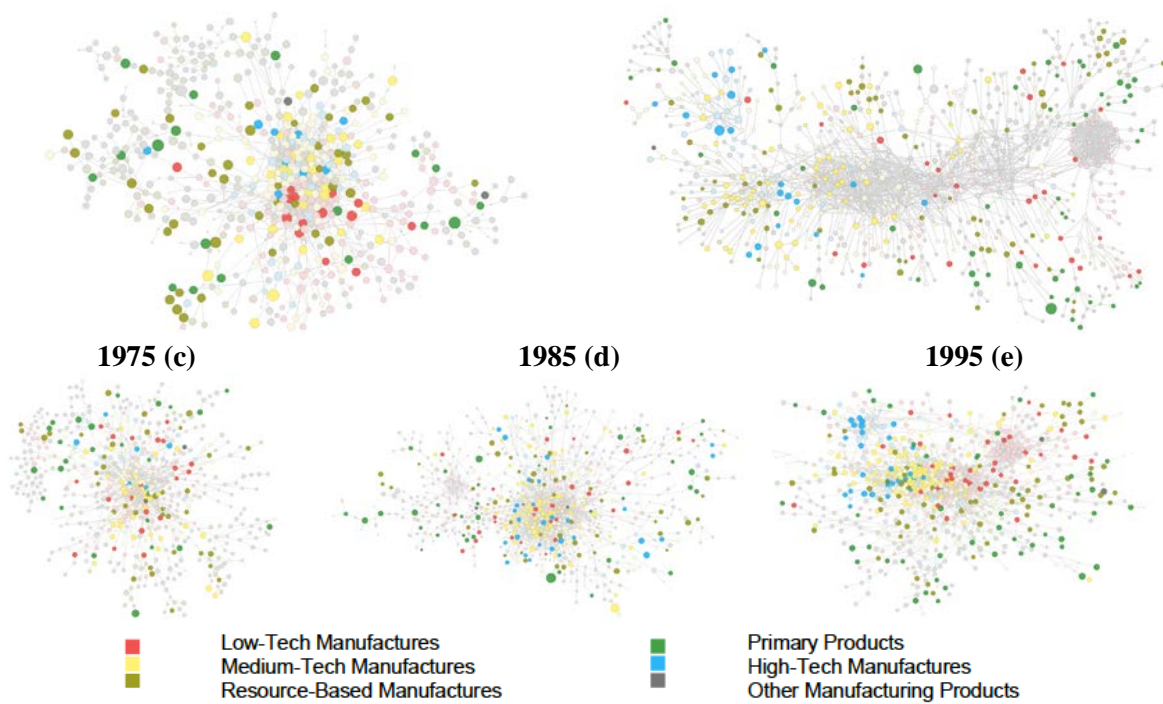 1975 (c) 1985 (d) 1995 (e)
Low-Tech Manufactures Primary Products
Medium-Tech Manufactures High-Tech Manufactures
Resource-Based Manufactures Other Manufacturing Products